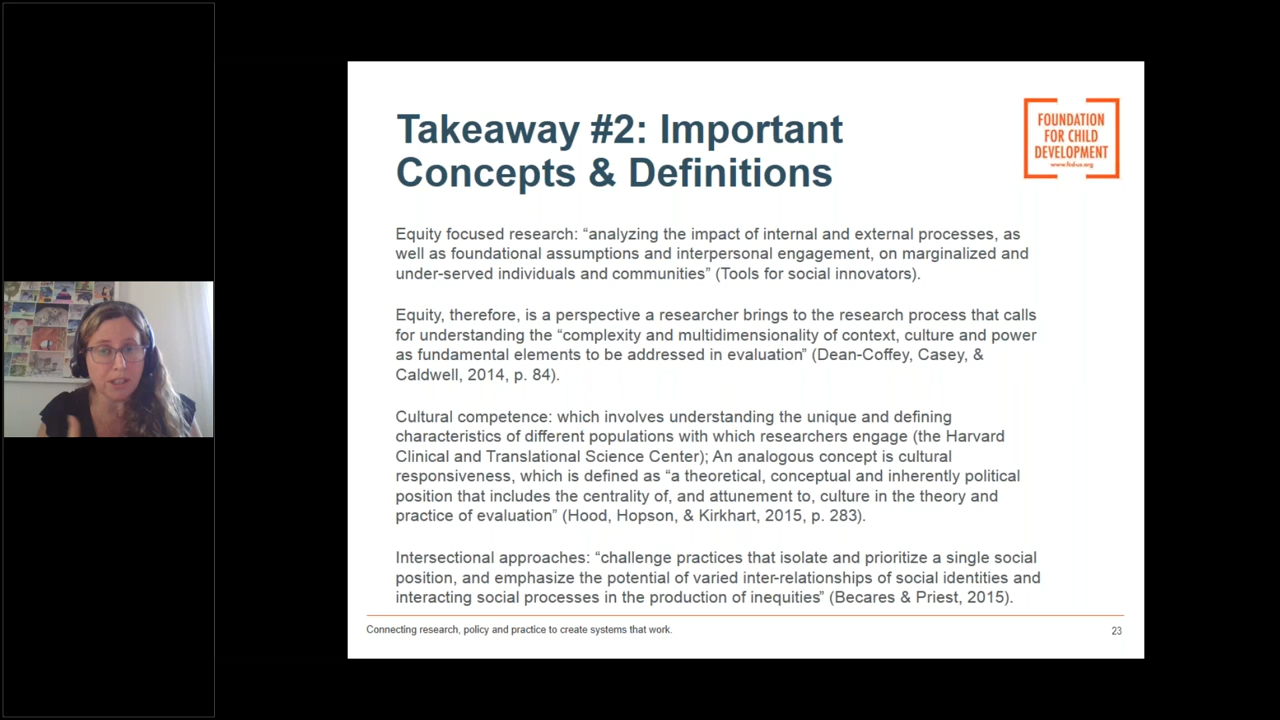 Takeaway #2: Important
Concepts & Definitions
FOUNDATION
FOR CHILD
DEVELOPMENT
Equity focused research: “analyzing the impact of internal and external processes, as
well as foundational assumptions and interpersonal engagement, on marginalized and
under-served individuals and communities” (Tools for social innovators).
Equity, therefore, is a perspective a researcher brings to the research process that calls
for understanding the “complexity and multidimensionality of context, culture and power
as fundamental elements to be addressed in evaluation” (Dean-Coffey, Casey, &
Caldwell, 2014, p. 84).
Cultural competence: which involves understanding the unique and defining
characteristics of different populations with which researchers engage (the Harvard
Clinical and Translational Science Center); An analogous concept is cultural
responsiveness, which is defined as “a theoretical, conceptual and inherently political
position that includes the centrality of, and attunement to, culture in the theory and
practice of evaluation” (Hood, Hopson, & Kirkhart, 2015, p. 283).
Intersectional approaches: “challenge practices that isolate and prioritize a single social
position, and emphasize the potential of varied inter-relationships of social identities and
interacting social processes in the production of inequities” (Becares & Priest, 2015).
Connecting research, policy and practice to create systems that work.
23